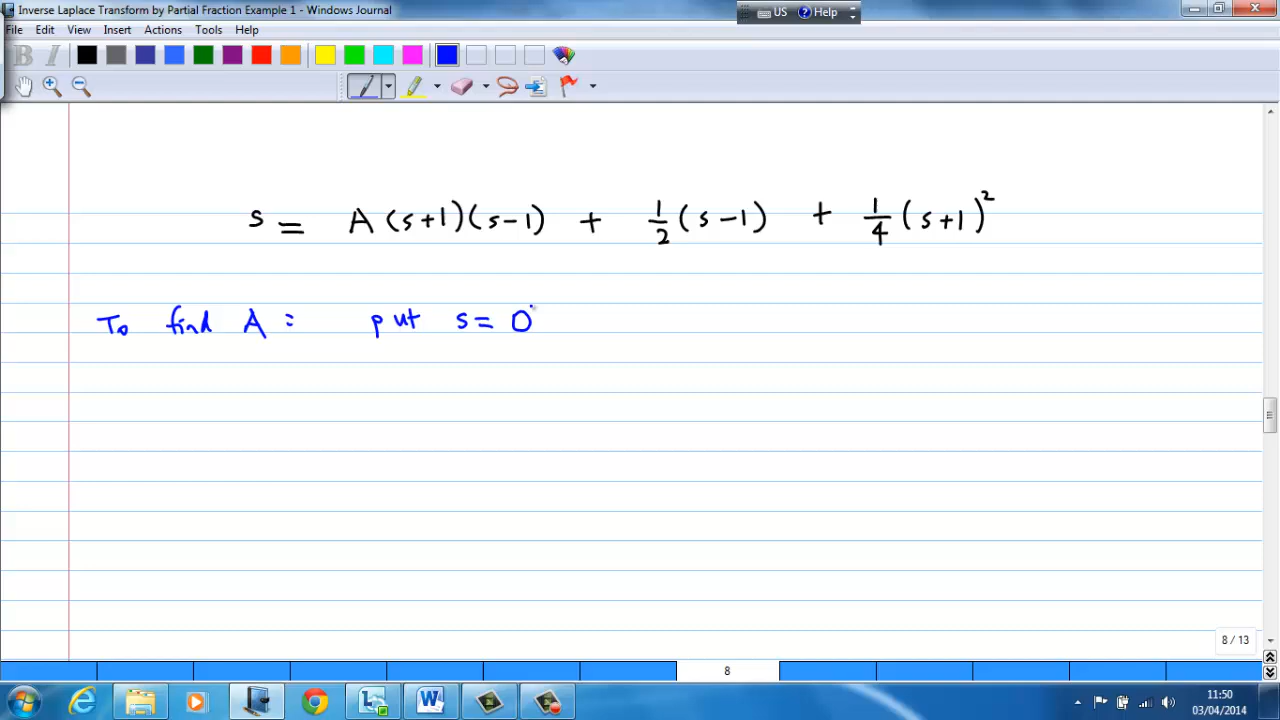 Inverse Laplace Transform by Partial Fraction Example 1 - Windows Journal
US Help
File Edit View Insert Actions Tools Help
B I
s = A(s+1)(s-1) + 1/2 (s-1) + 1/4 (s+1)²
To find A: put s = 0
8 / 13
8
11:50
03/04/2014